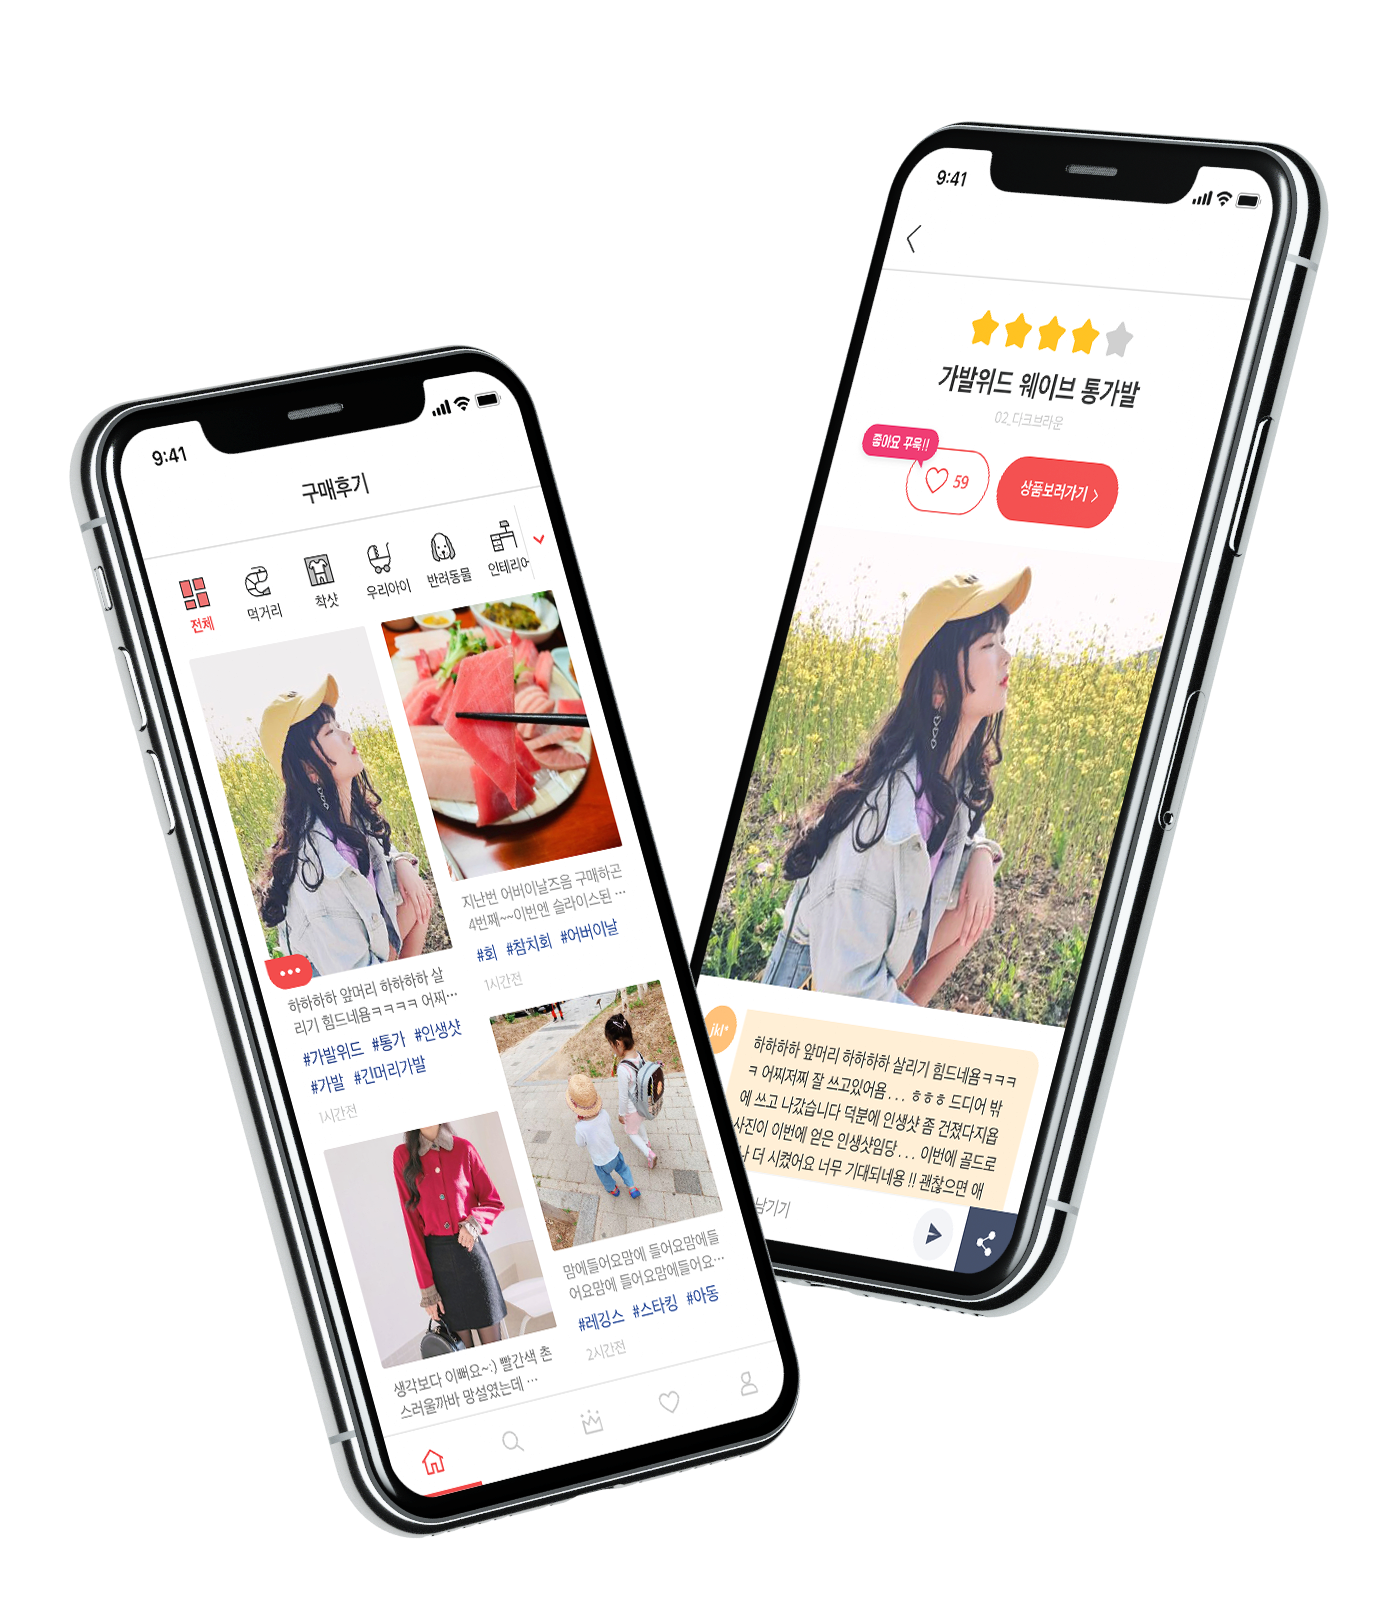 9:41
구매후기
전체
먹거리
착샷
우리아이
반려동물
인테리어
하하하하 앞머리 하하하하 살
리기 힘드네욤ㅋㅋㅋㅋ 어찌…
#가발위드 #통가 #인생샷
#가발 #긴머리가발
1시간전
지난번 어버이날즈음 구매하곤
4번째~~이번엔 슬라이스된 …
#회 #참치회 #어버이날
1시간전
생각보다 이뻐요~:) 빨간색 촌
스러울까바 망설였는데 …
맘에들어요맘에 들어요맘에들
어요맘에 들어요맘에들어요…
#레깅스 #스타킹 #아동
2시간전
9:41
가발위드 웨이브 통가발
02_다크브라운
좋아요 꾸욱!!
59
상품보러가기 >
jkl*
하하하하 앞머리 하하하하 살리기 힘드네욤ㅋㅋㅋ
ㅋ 어찌저찌 잘 쓰고있어욤... ㅎㅎㅎ 드디어 밖
에 쓰고 나갔습니다 덕분에 인생샷 좀 건졌다지욥
사진이 이번에 얻은 인생샷임당... 이번에 골드로
나 더 시켰어요 너무 기대되네용 !! 괜찮으면 애
남기기